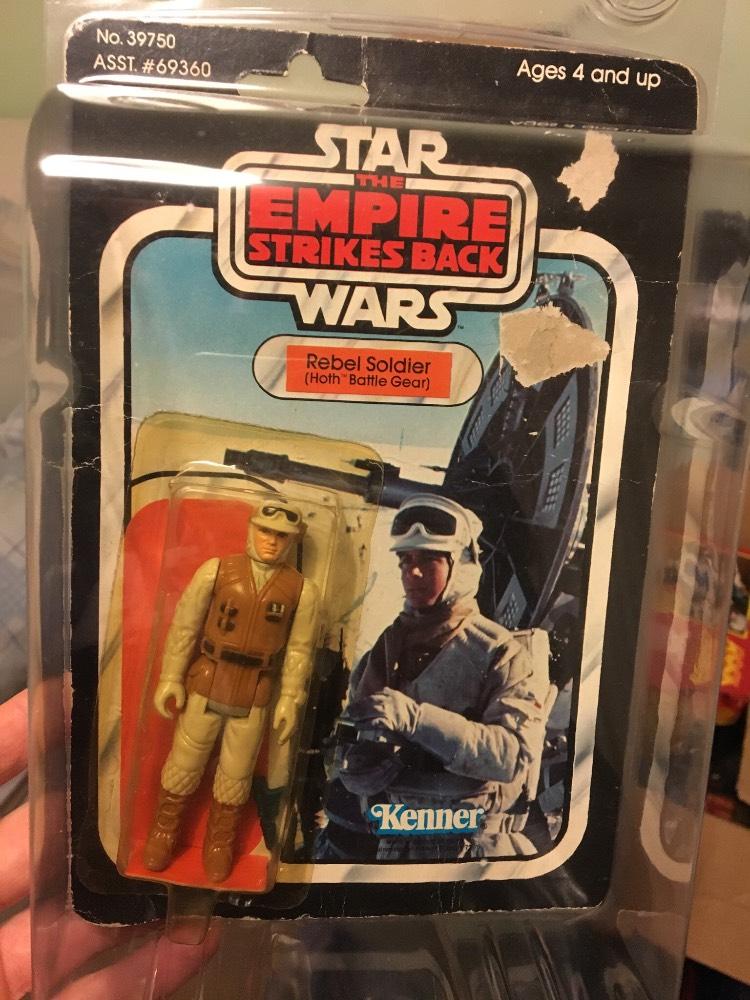 No. 39750
ASST. #69360
Ages 4 and up
STAR
THE
EMPIRE
STRIKES BACK
WARS™
Rebel Soldier
(Hoth™ Battle Gear)
Kenner